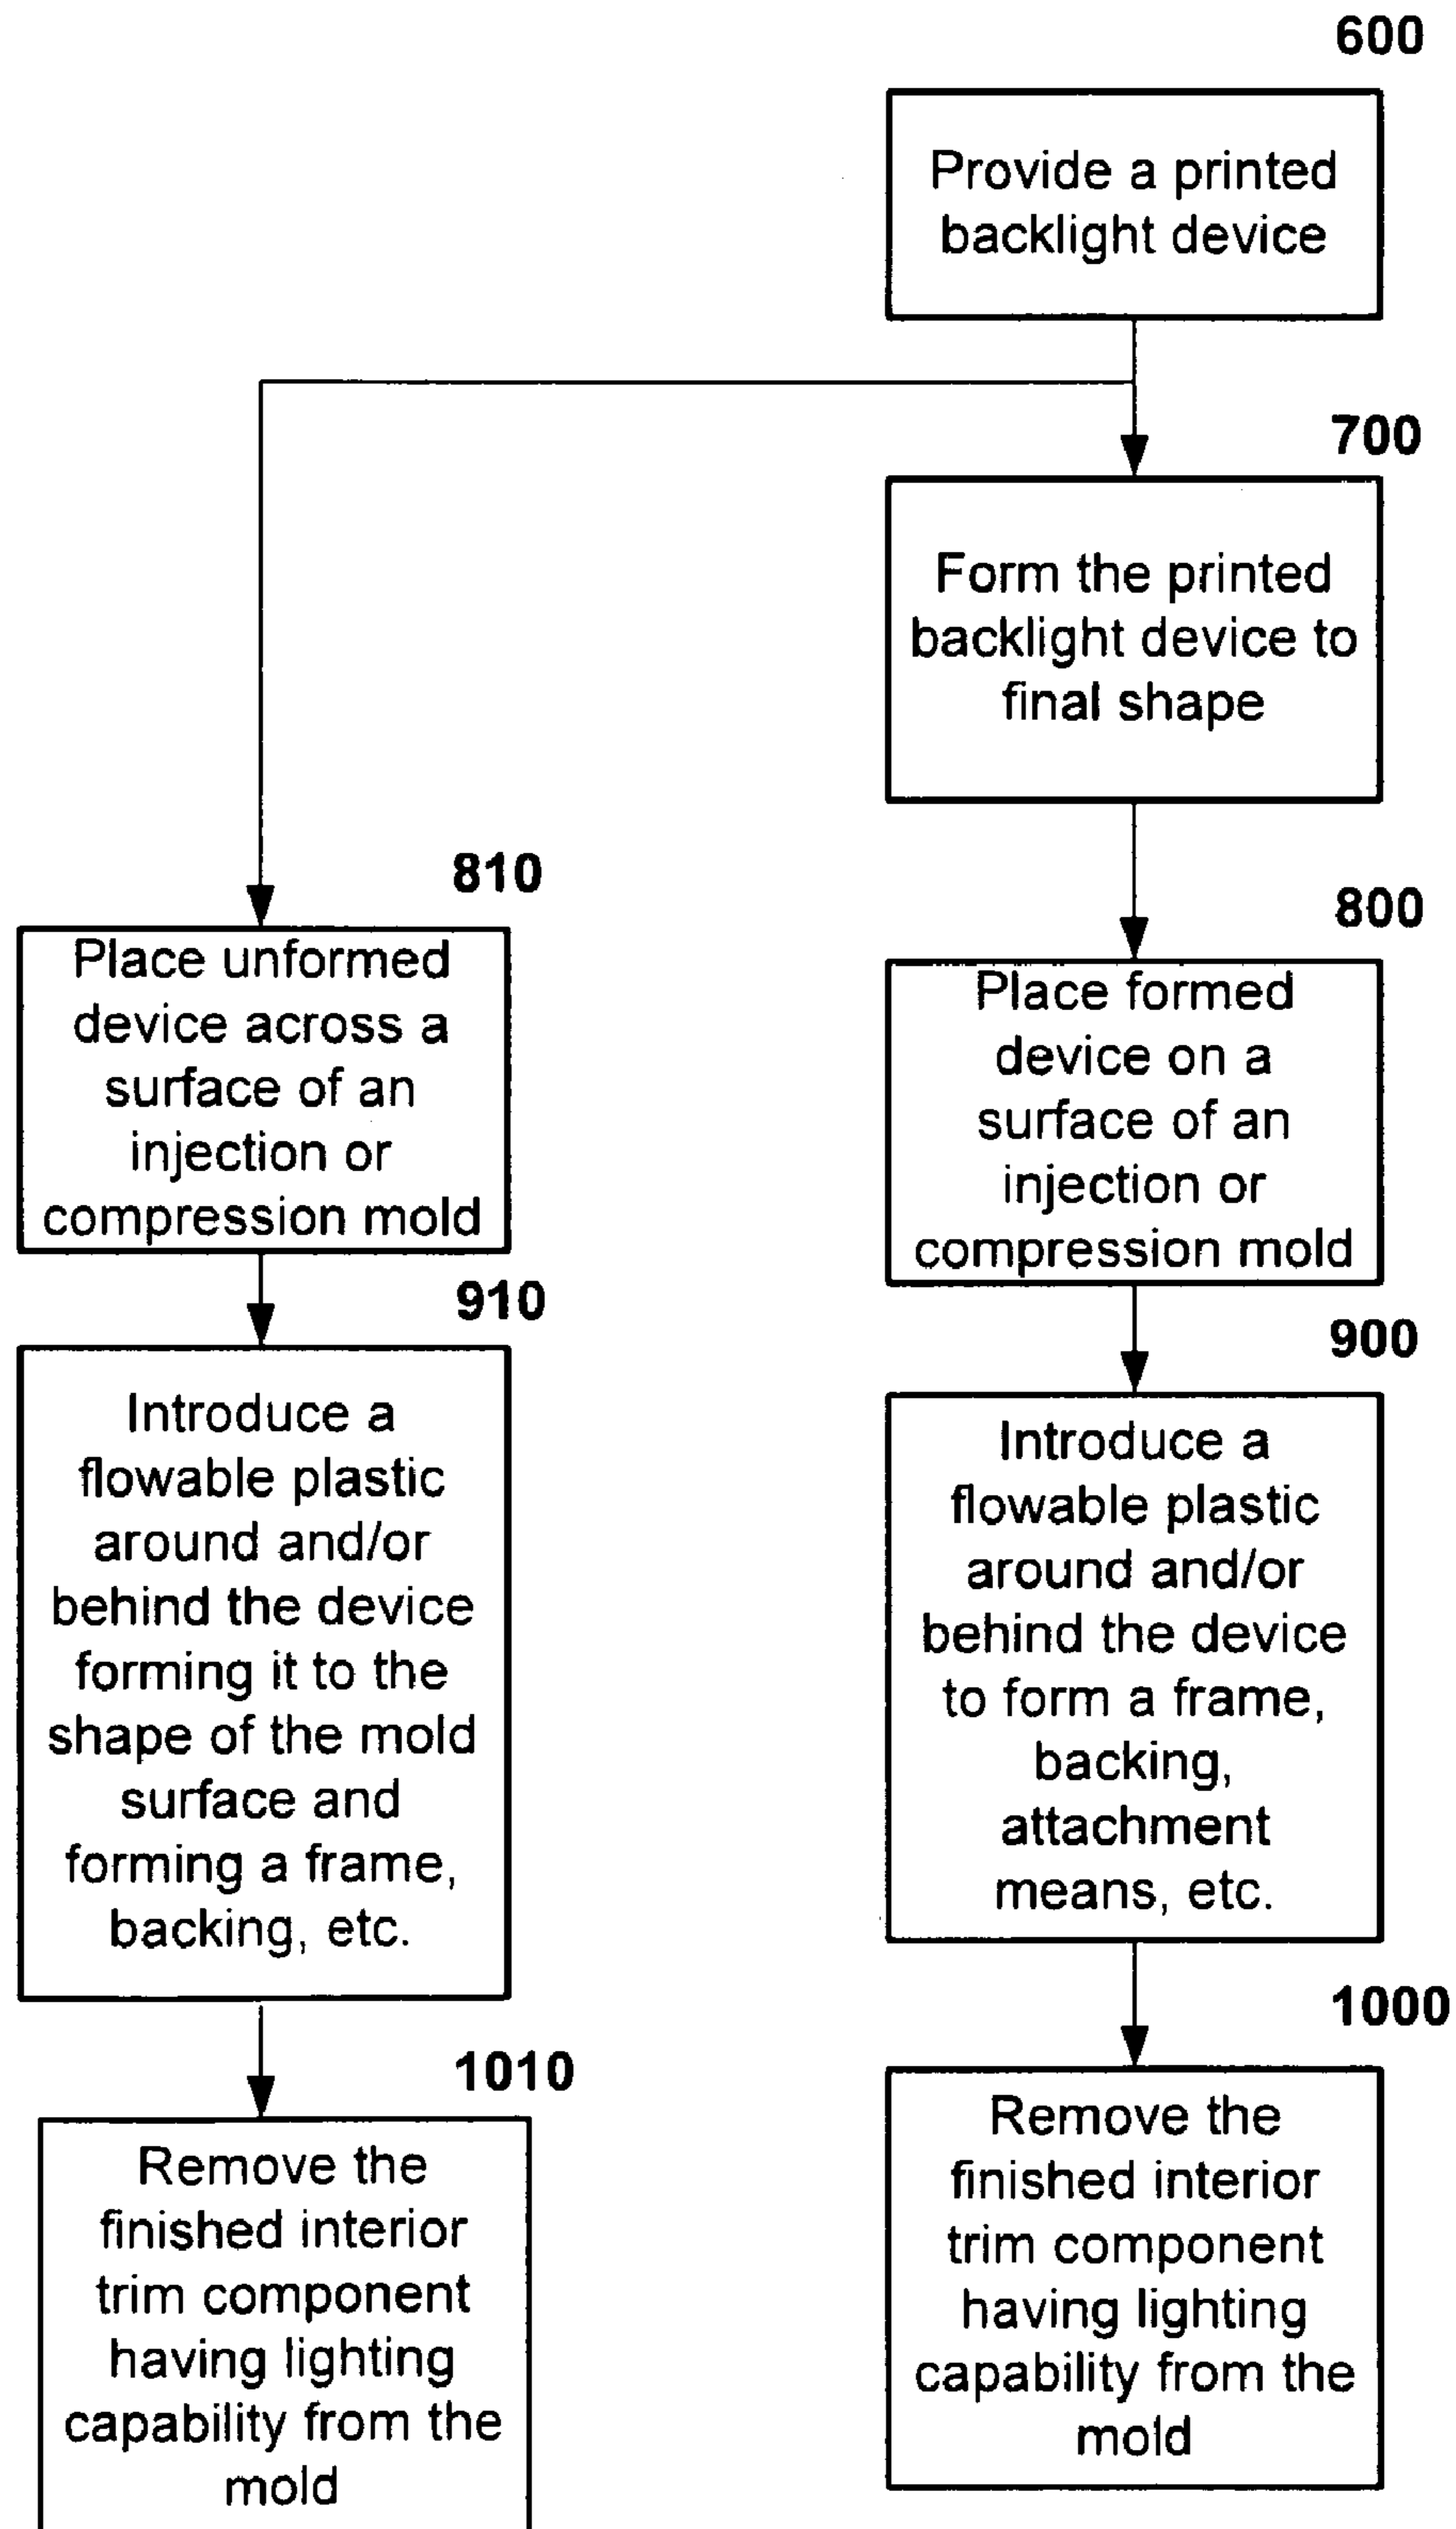 600
Provide a printed
backlight device
700
Form the printed
backlight device to
final shape
810
Place unformed
device across a
surface of an
injection or
compression mold
800
Place formed
device on a
surface of an
injection or
compression mold
910
Introduce a
flowable plastic
around and/or
behind the device
forming it to the
shape of the mold
surface and
forming a frame,
backing, etc.
900
Introduce a
flowable plastic
around and/or
behind the device
to form a frame,
backing,
attachment
means, etc.
1010
Remove the
finished interior
trim component
having lighting
capability from the
mold
1000
Remove the
finished interior
trim component
having lighting
capability from the
mold